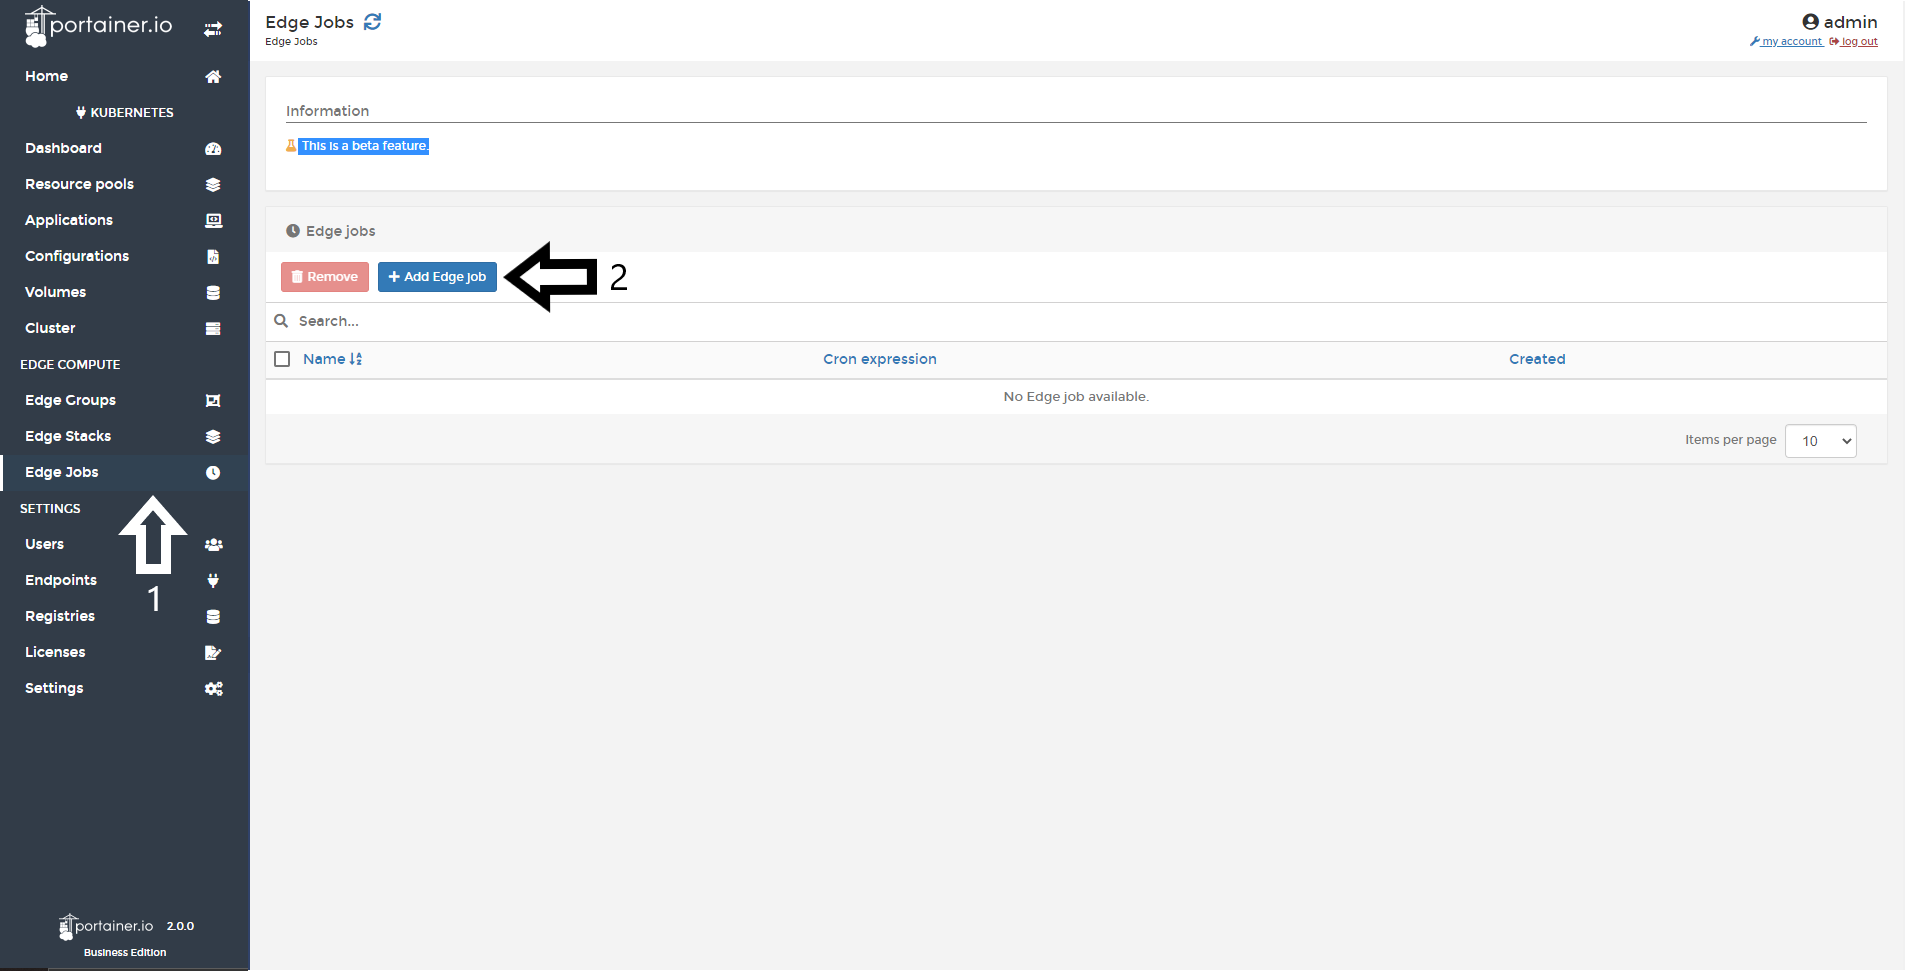 portainer.io
Home
KUBERNETES
Dashboard
Resource pools
Applications
Configurations
Volumes
Cluster
EDGE COMPUTE
Edge Groups
Edge Stacks
Edge Jobs
SETTINGS
Users
Endpoints
1
Registries
Licenses
Settings
portainer.io 2.0.0
Business Edition
Edge Jobs
Edge Jobs
admin
my account log out
Information
This is a beta feature.
Edge jobs
Remove + Add Edge job
2
Search...
Name Cron expression Created
No Edge job available.
Items per page 10